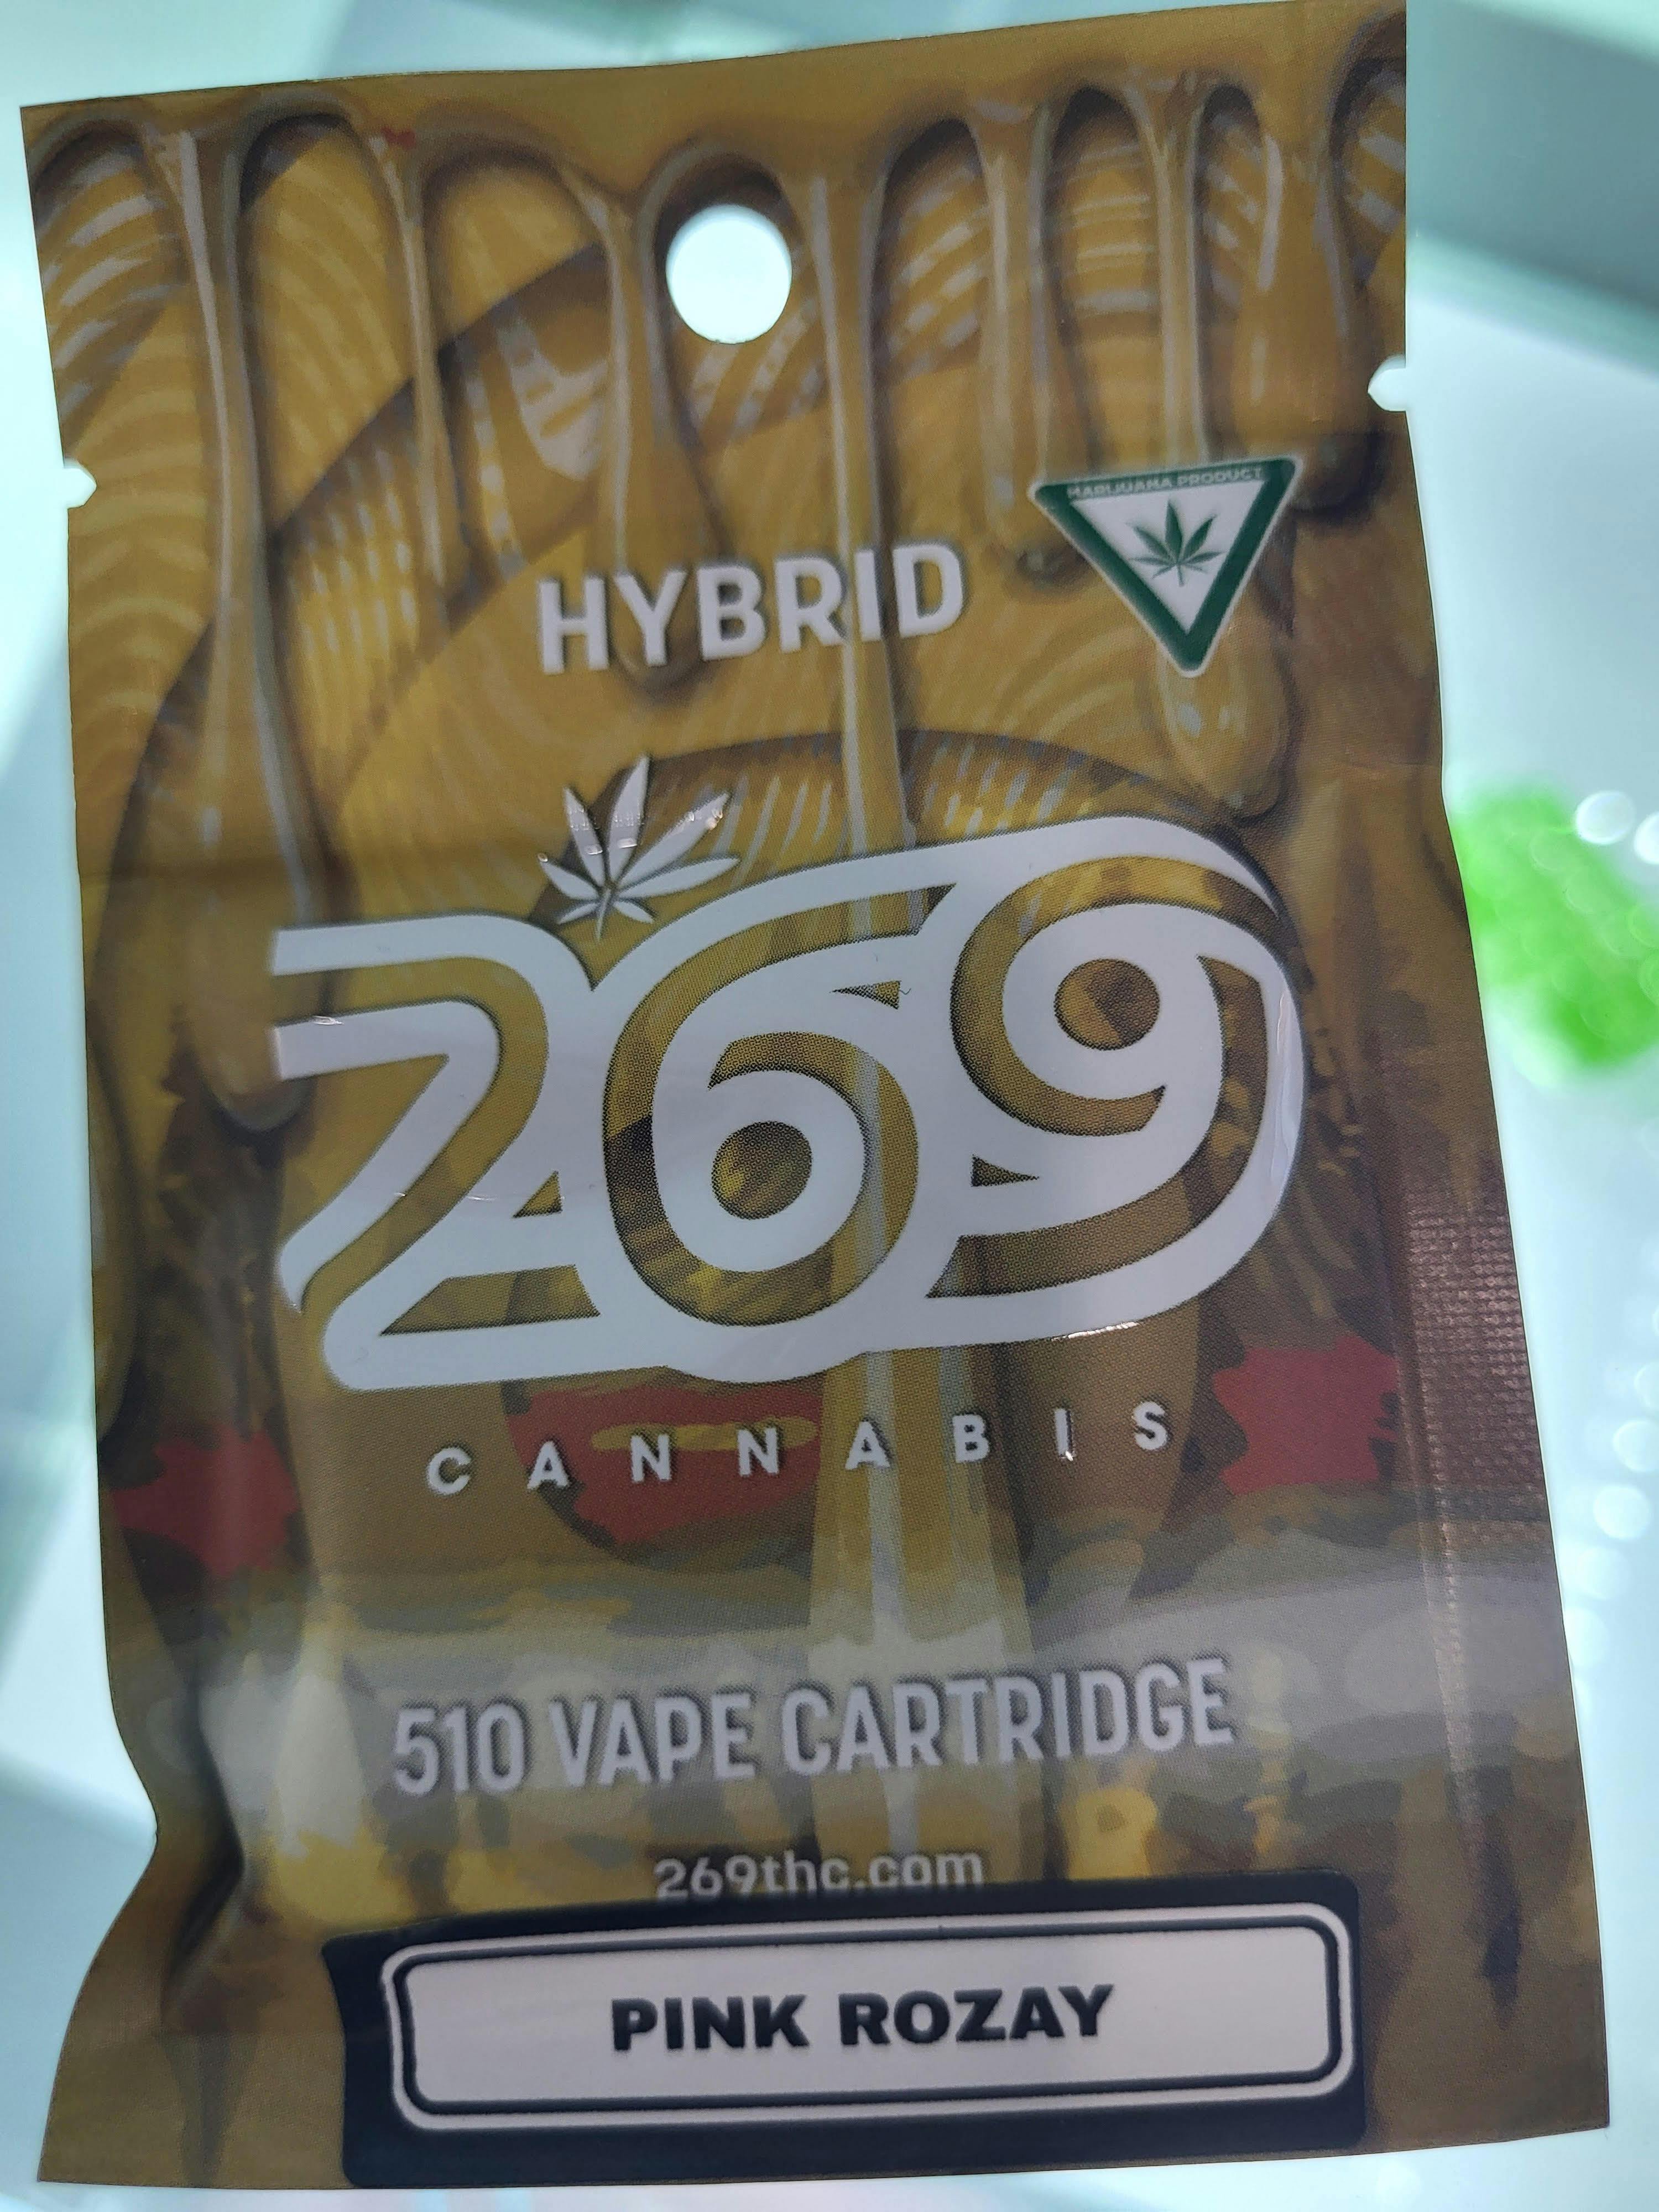 MARIJUANA PRODUCT
HYBRID
269
CANNABIS
510 VAPE CARTRIDGE
269thc.com
PINK ROZAY